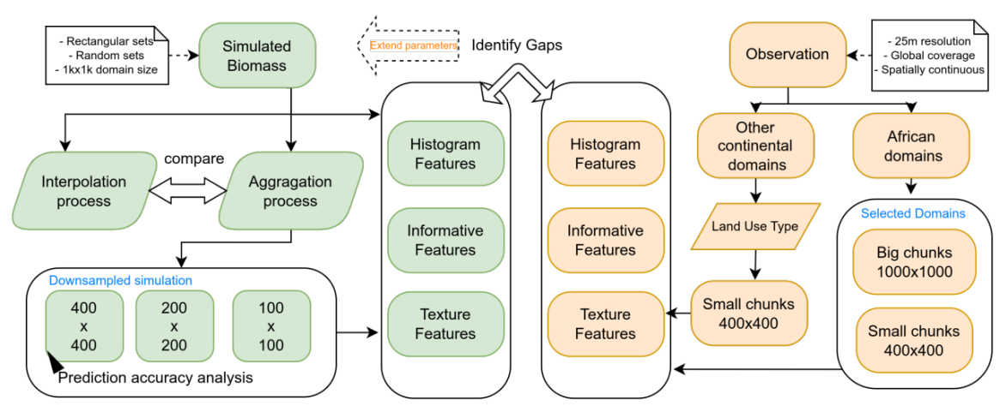 - Rectangular sets
- Random sets
- 1kx1k domain size
Simulated
Biomass
Extend parameters
Identify Gaps
Observation
- 25m resolution
- Global coverage
- Spatially continuous
Interpolation
process
compare
Aggragation
process
Histogram
Features
Informative
Features
Texture
Features
Histogram
Features
Informative
Features
Texture
Features
Other
continental
domains
African
domains
Land Use Type
Small chunks
400x400
Selected Domains
Big chunks
1000x1000
Small chunks
400x400
Downsampled simulation
400
x
400
200
x
200
100
x
100
Prediction accuracy analysis